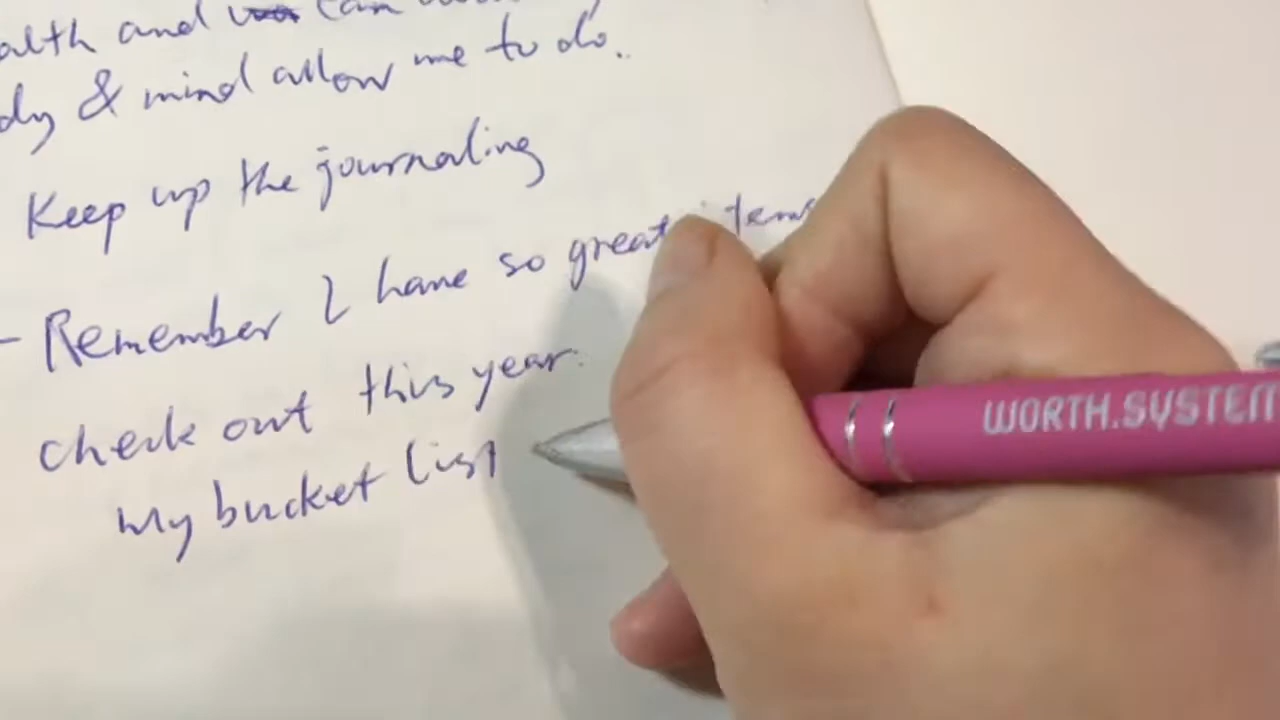 alth and can
dy & mind allow me to do.
Keep up the journaling
- Remember I have so great items
check out this year.
my bucket list
WORTH.SYSTEM